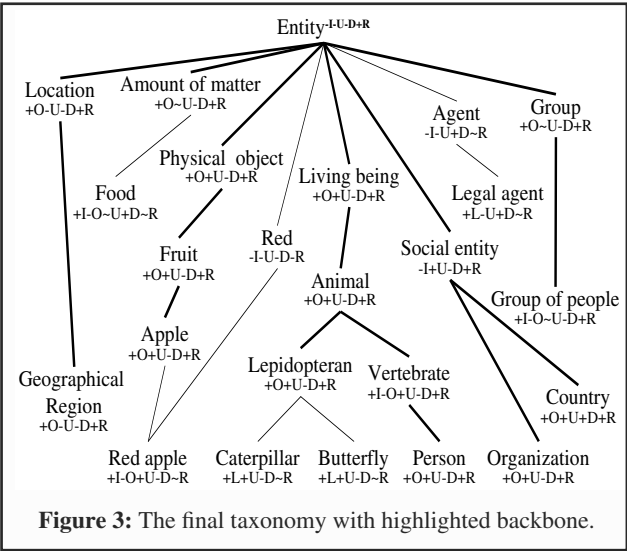 Entity-I-U-D+R
Location
+O-U-D+R
Amount of matter
+O~U-D+R
Agent
-I-U+D~R
Group
+O~U-D+R
Physical object
+O+U-D+R
Living being
+O+U-D+R
Food
+I-O~U+D~R
Legal agent
+L-U+D~R
Red
-I-U-D-R
Fruit
+O+U-D+R
Social entity
-I+U-D+R
Animal
+O+U-D+R
Group of people
+I-O~U-D+R
Apple
+O+U-D+R
Lepidopteran
+O+U-D+R
Vertebrate
+I-O+U-D+R
Geographical
Region
+O-U-D+R
Country
+O+U+D+R
Red apple
+I-O+U-D~R
Caterpillar
+L+U-D~R
Butterfly
+L+U-D~R
Person
+O+U-D+R
Organization
+O+U-D+R
Figure 3: The final taxonomy with highlighted backbone.